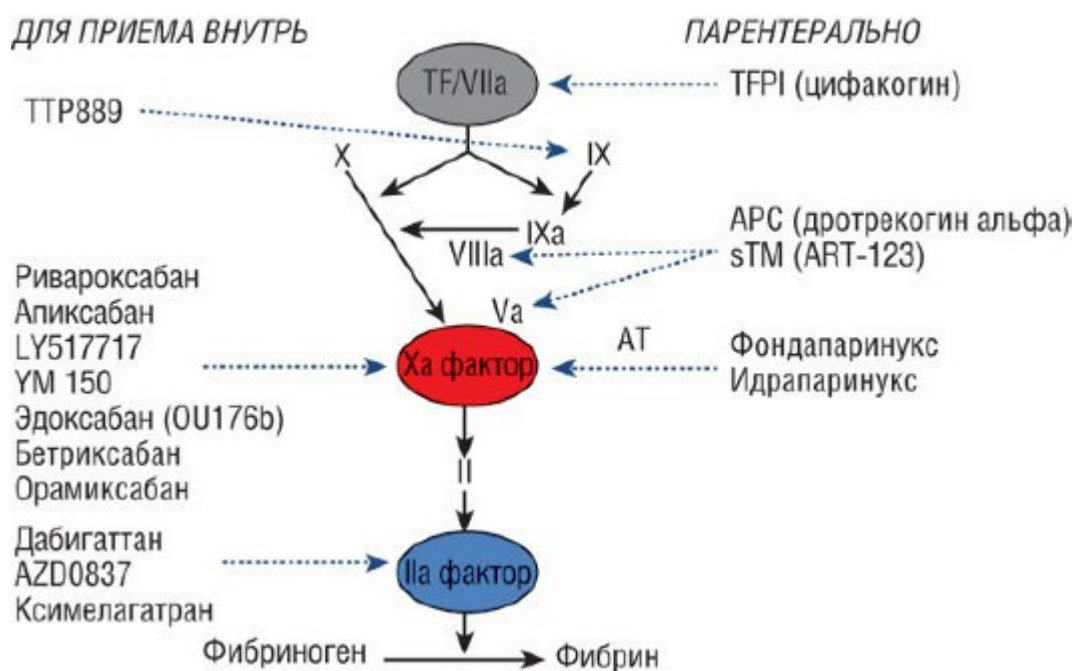 ДЛЯ ПРИЕМА ВНУТРЬ
ПАРЕНТЕРАЛЬНО
TF/VIIa
TFPI (цифакогин)
TTP889
X
IX
IXa
VIIIa
APC (дротрекогин альфа)
sTM (ART-123)
Va
Ривароксабан
Апиксабан
LY517717
YM 150
Эдоксабан (OU176b)
Бетриксабан
Орамиксабан
Xa фактор
АТ
Фондапаринукс
Идрапаринукс
II
Дабигаттан
AZD0837
Ксимелагатран
IIa фактор
Фибриноген
Фибрин